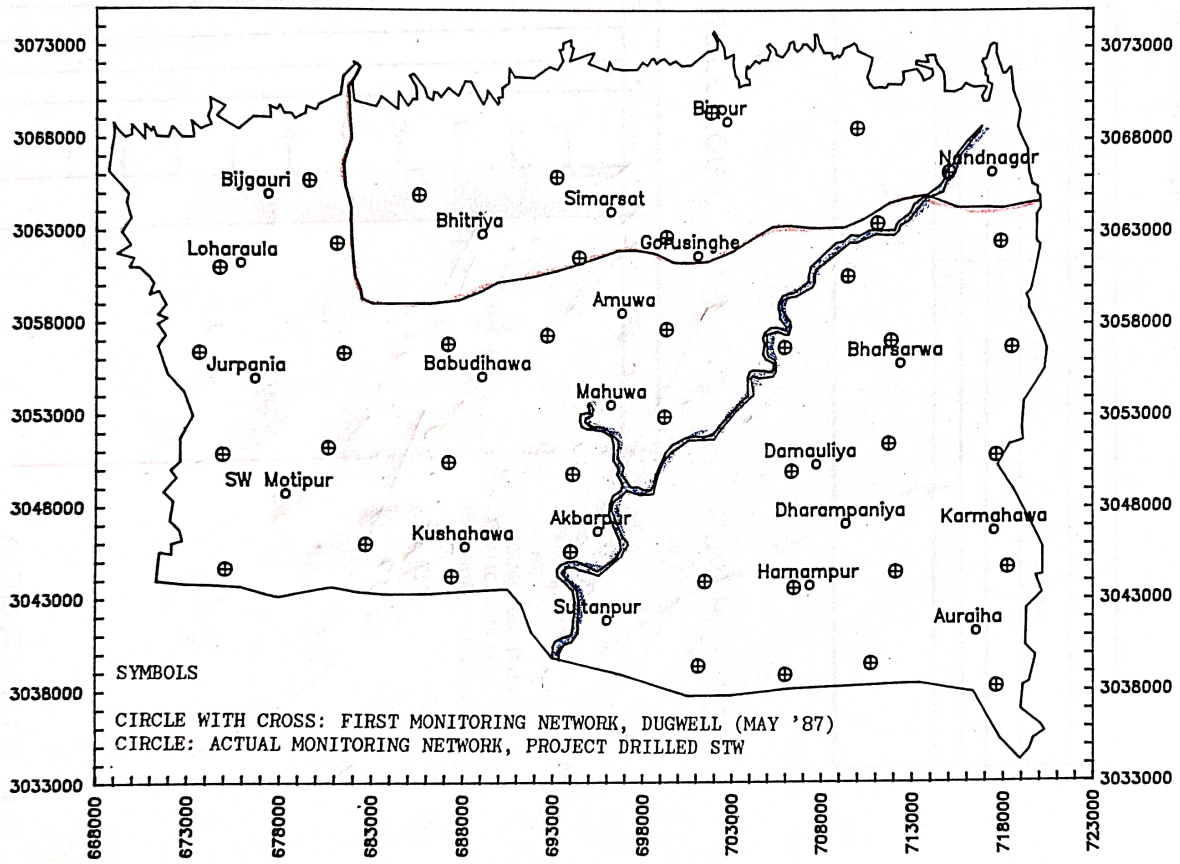 3073000
3073000
Birpur
3068000
3068000
Nandnagar
Bijgauri
Simarsat
Bhitriya
3063000
3063000
Loharaula
Gorusinghe
Amuwa
3058000
3058000
Jurpania
Babudihawa
Bharsarwa
Mahuwa
3053000
3053000
Damauliya
SW Motipur
3048000
3048000
Akbarpur
Dharampaniya
Karmahawa
Kushahawa
Harnampur
3043000
3043000
Sultanpur
Auraiha
SYMBOLS
3038000
3038000
CIRCLE WITH CROSS: FIRST MONITORING NETWORK, DUGWELL (MAY '87)
CIRCLE: ACTUAL MONITORING NETWORK, PROJECT DRILLED STW
3033000
3033000
668000
673000
678000
683000
688000
693000
698000
703000
708000
713000
718000
723000